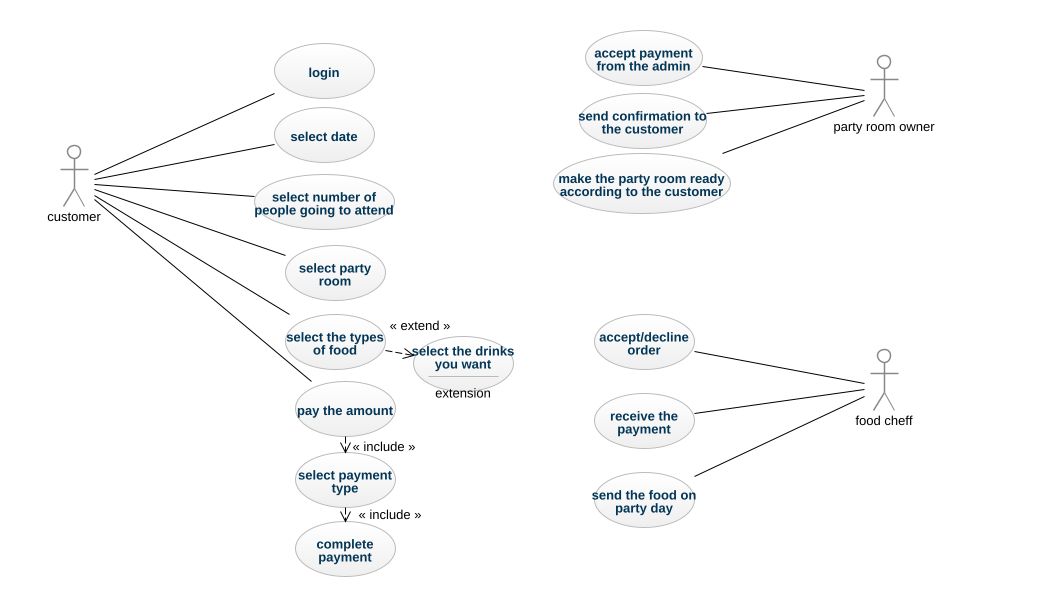 login
select date
select number of
people going to attend
customer
select party
room
select the types
of food
« extend »
select the drinks
you want
extension
pay the amount
« include »
select payment
type
« include »
complete
payment
accept payment
from the admin
send confirmation to
the customer
make the party room ready
according to the customer
party room owner
accept/decline
order
receive the
payment
send the food on
party day
food cheff